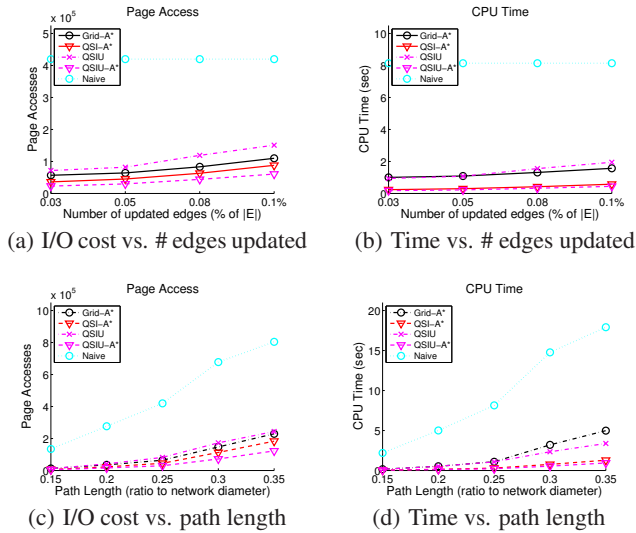 Page Access
x 10^5
5
4
3
2
1
0
Page Accesses
Grid-A*
QSI-A*
QSIU
QSIU-A*
Naive
0.03 0.05 0.08 0.1%
Number of updated edges (% of |E|)
(a) I/O cost vs. # edges updated
CPU Time
10
8
6
4
2
0
CPU Time (sec)
Grid-A*
QSI-A*
QSIU
QSIU-A*
Naive
0.03 0.05 0.08 0.1%
Number of updated edges (% of |E|)
(b) Time vs. # edges updated
Page Access
x 10^5
10
8
6
4
2
0
Page Accesses
Grid-A*
QSI-A*
QSIU
QSIU-A*
Naive
0.15 0.2 0.25 0.3 0.35
Path Length (ratio to network diameter)
(c) I/O cost vs. path length
CPU Time
20
15
10
5
0
CPU Time (sec)
Grid-A*
QSI-A*
QSIU
QSIU-A*
Naive
0.15 0.2 0.25 0.3 0.35
Path Length (ratio to network diameter)
(d) Time vs. path length